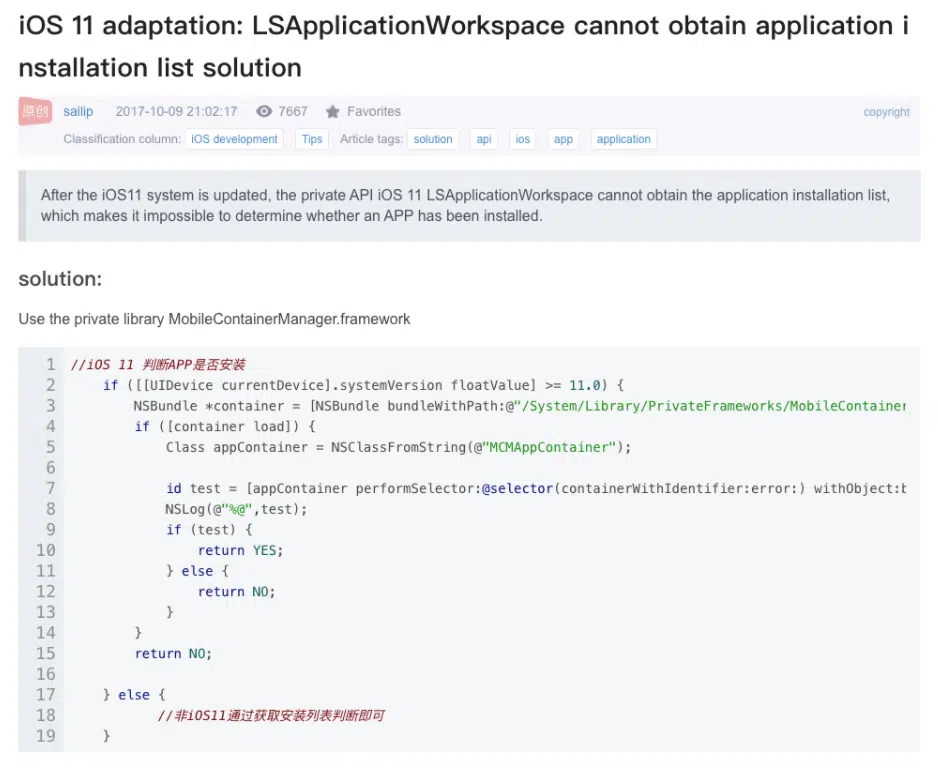 iOS 11 adaptation: LSApplicationWorkspace cannot obtain application i
nstallation list solution
原创 sailip 2017-10-09 21:02:17 7667 Favorites copyright
Classification column: iOS development Tips Article tags: solution api ios app application
After the iOS11 system is updated, the private API iOS 11 LSApplicationWorkspace cannot obtain the application installation list,
which makes it impossible to determine whether an APP has been installed.
solution:
Use the private library MobileContainerManager.framework
1 //iOS 11 判断APP是否安装
2 if ([[UIDevice currentDevice].systemVersion floatValue] >= 11.0) {
3 NSBundle *container = [NSBundle bundleWithPath:@"/System/Library/PrivateFrameworks/MobileContainer
4 if ([container load]) {
5 Class appContainer = NSClassFromString(@"MCMAppContainer");
6
7 id test = [appContainer performSelector:@selector(containerWithIdentifier:error:) withObject:b
8 NSLog(@"%@",test);
9 if (test) {
10 return YES;
11 } else {
12 return NO;
13 }
14 }
15 return NO;
16
17 } else {
18 //非iOS11通过获取安装列表判断即可
19 }